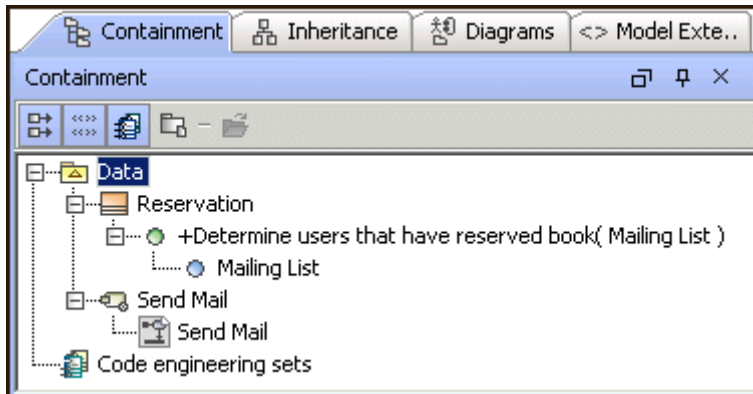 Containment Inheritance Diagrams <> Model Exte..
Containment
Data
Reservation
+Determine users that have reserved book( Mailing List )
Mailing List
Send Mail
Send Mail
Code engineering sets